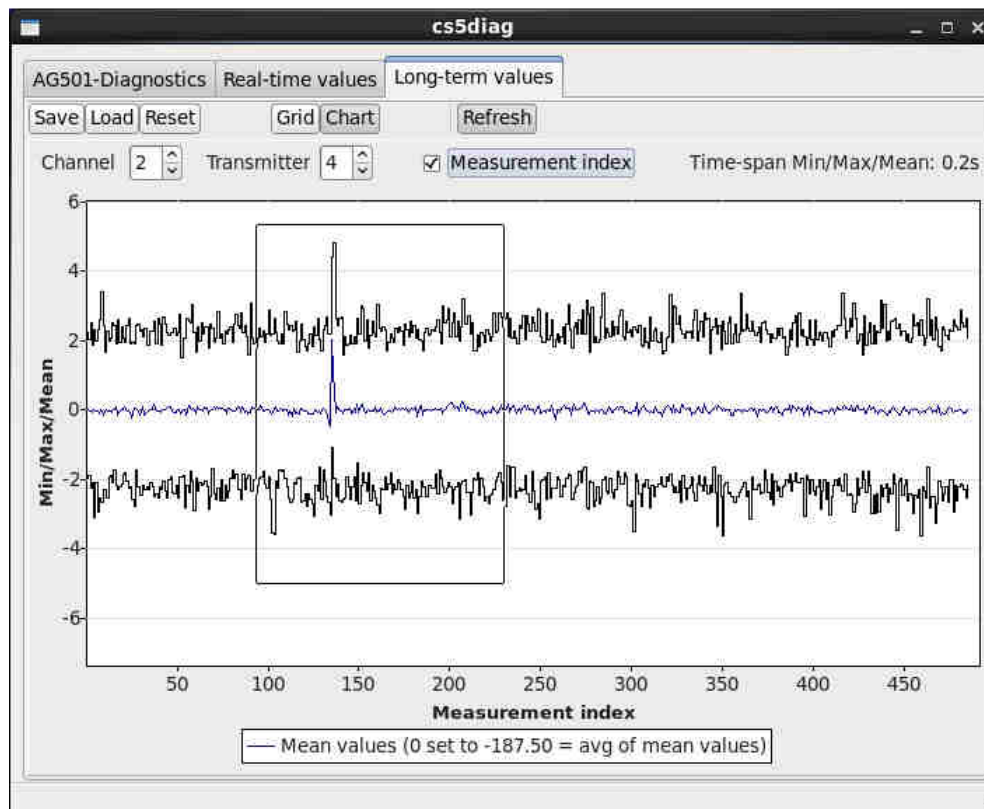 cs5diag
AG501-Diagnostics Real-time values Long-term values
Save Load Reset Grid Chart Refresh
Channel 2 Transmitter 4 Measurement index Time-span Min/Max/Mean: 0.2s
6
4
2
0
-2
-4
-6
Min/Max/Mean
50 100 150 200 250 300 350 400 450
Measurement index
Mean values (0 set to -187.50 = avg of mean values)